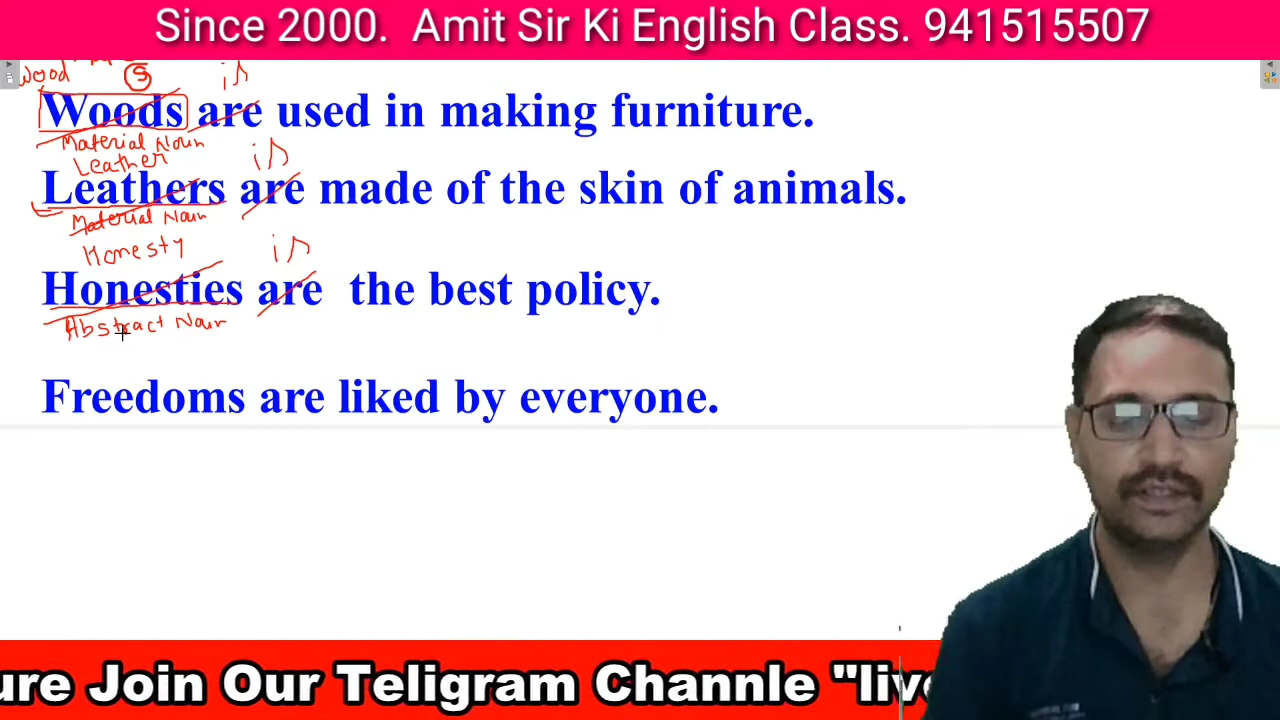 Since 2000. Amit Sir Ki English Class. 941515507
Wood is
Woods are used in making furniture.
Material Noun
Leather is
Leathers are made of the skin of animals.
Material Noun
Honesty is
Honesties are the best policy.
Abstract Noun
Freedoms are liked by everyone.
ure Join Our Teligram Channle "liv